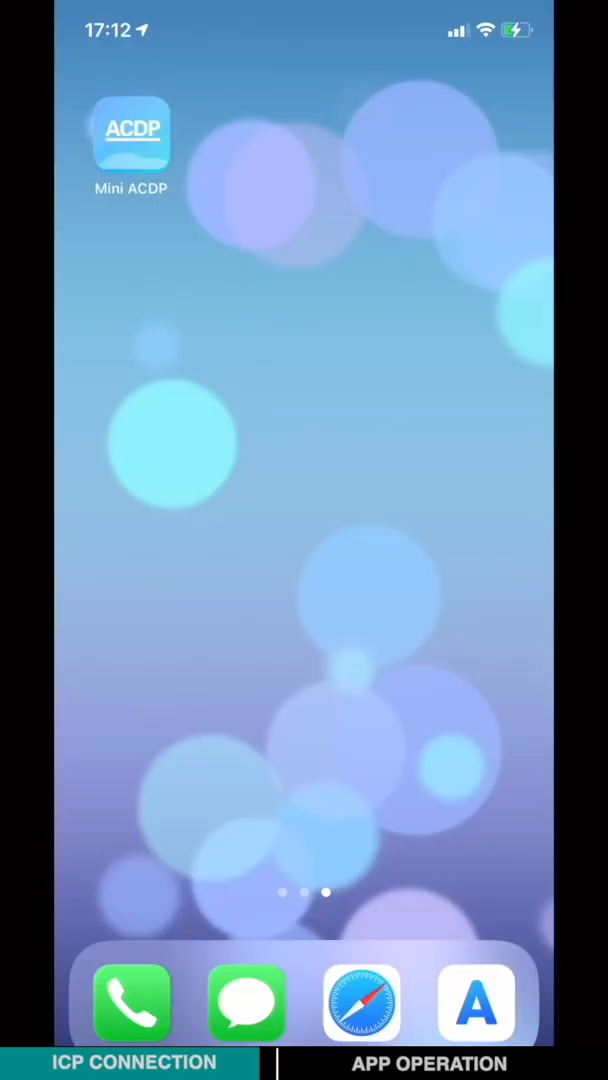 17:12
ACDP
Mini ACDP
A
ICP CONNECTION
APP OPERATION